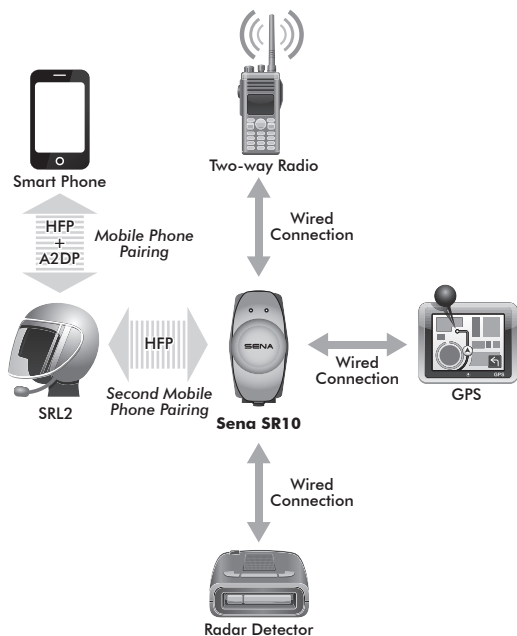 Two-way Radio
Smart Phone
HFP
+
A2DP
Mobile Phone
Pairing
Wired
Connection
HFP
SENA
Wired
Connection
GPS
GPS
SRL2
Second Mobile
Phone Pairing
Sena SR10
Wired
Connection
Radar Detector